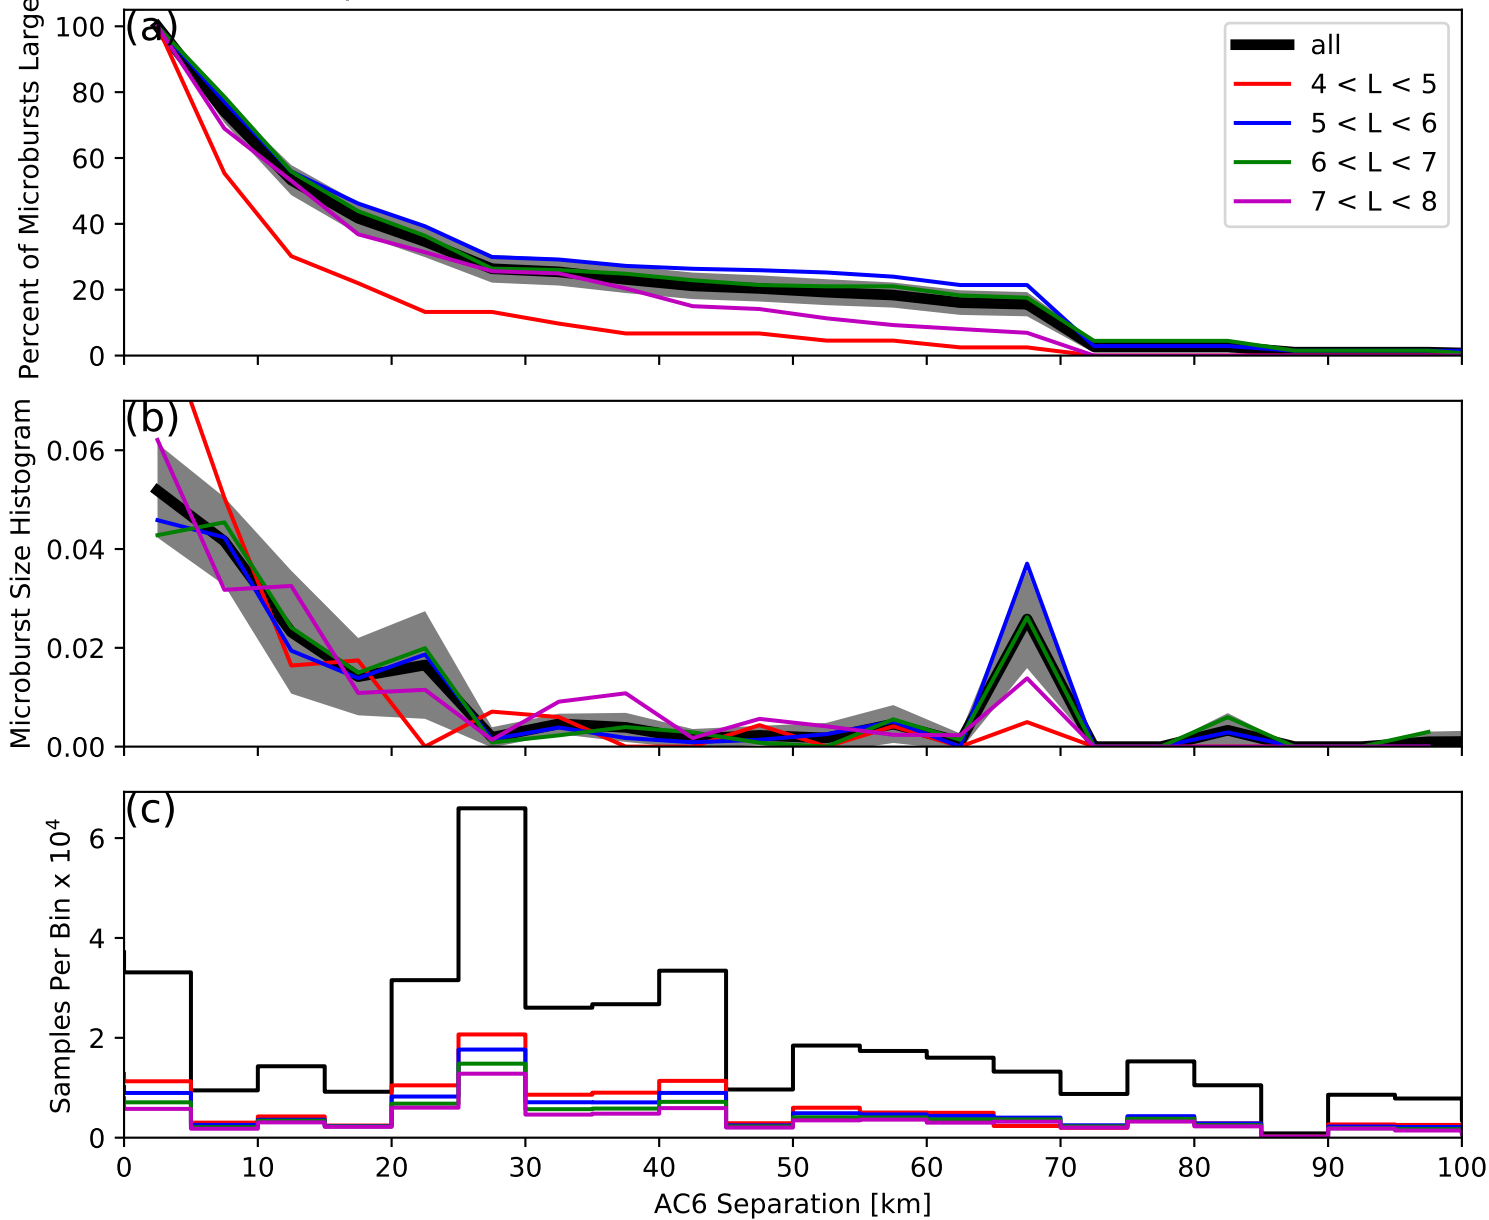 (a)
Percent of Microbursts Large
100
80
60
40
20
0
all
4 < L < 5
5 < L < 6
6 < L < 7
7 < L < 8
(b)
Microburst Size Histogram
0.06
0.04
0.02
0.00
(c)
Samples Per Bin x 10⁴
6
4
2
0
0 10 20 30 40 50 60 70 80 90 100
AC6 Separation [km]